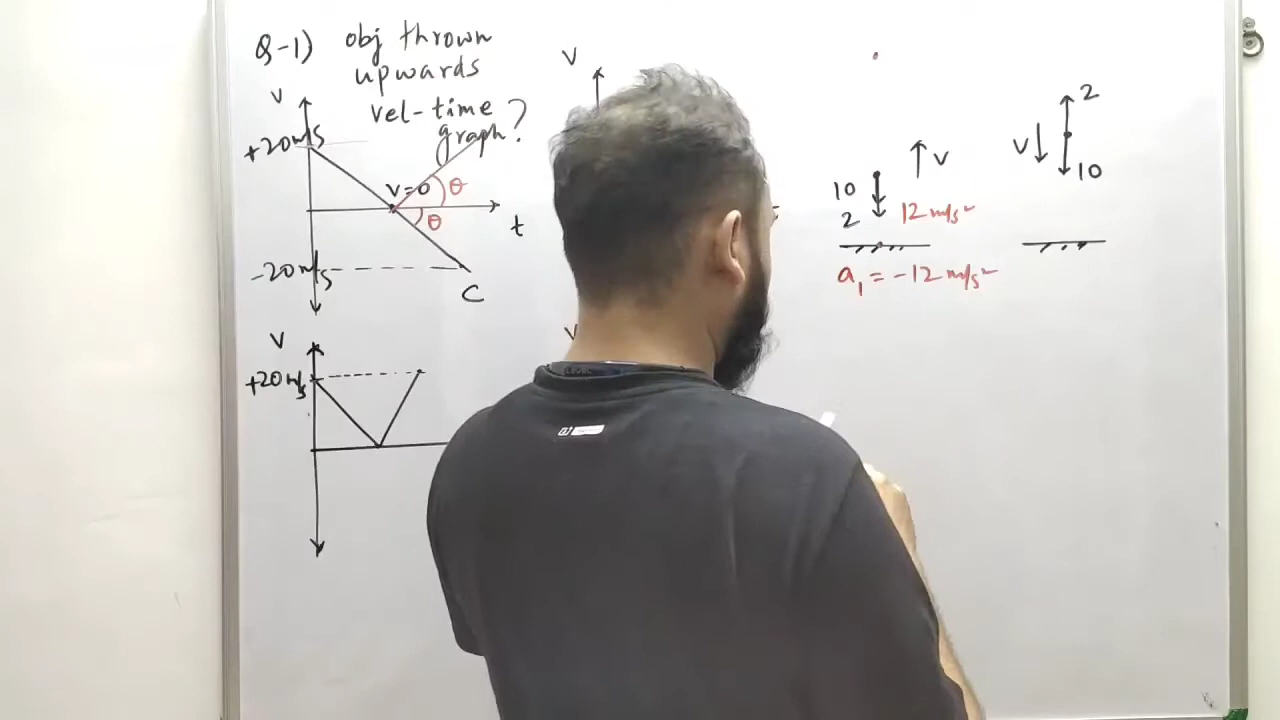 Q-1) obj thrown
upwards
vel-time
graph?
V
+20m/s
V=0
θ
θ
t
-20m/s
C
V
+20m/s
V
V
10
2
V
12 m/s²
a₁ = -12 m/s²
2
V
10